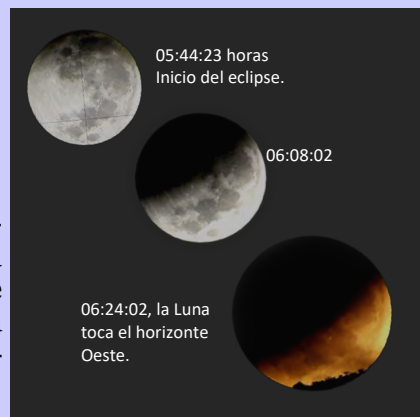 05:44:23 horas
Inicio del eclipse.
06:08:02
06:24:02, la Luna
toca el horizonte
Oeste.